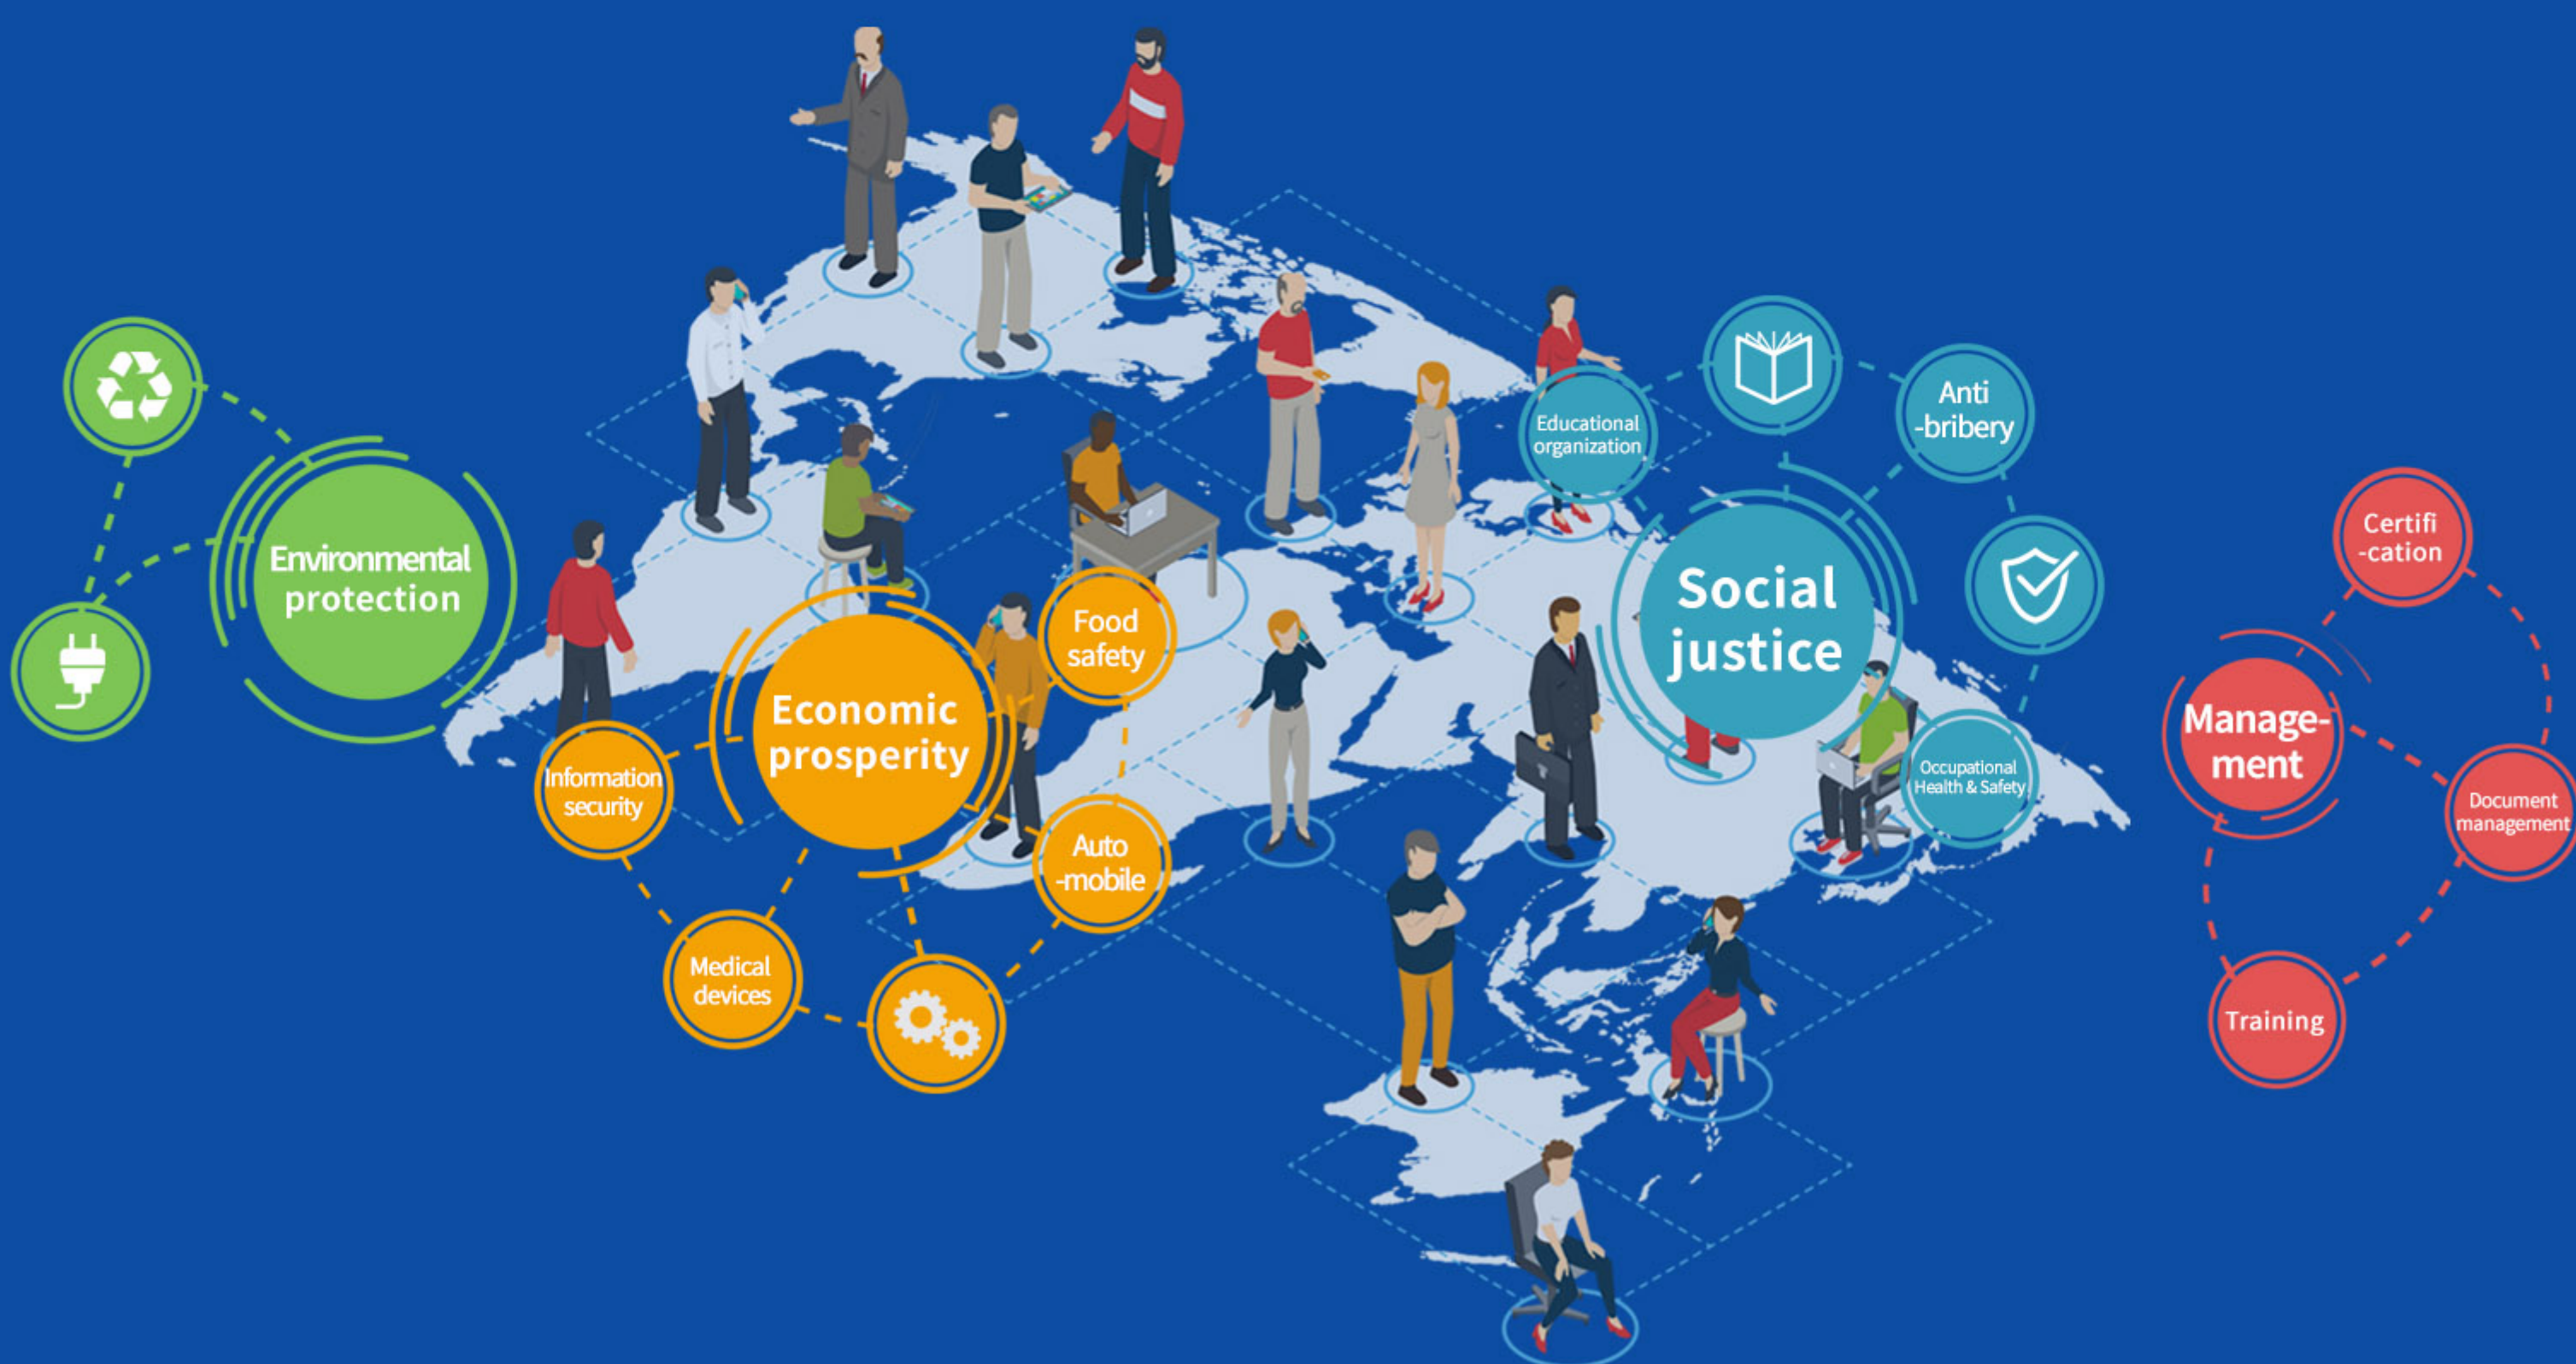 Environmental
protection
Economic
prosperity
Food
safety
Auto
-mobile
Medical
devices
Information
security
Social
justice
Educational
organization
Anti
-bribery
Occupational
Health & Safety
Manage-
ment
Certifi
-cation
Document
management
Training